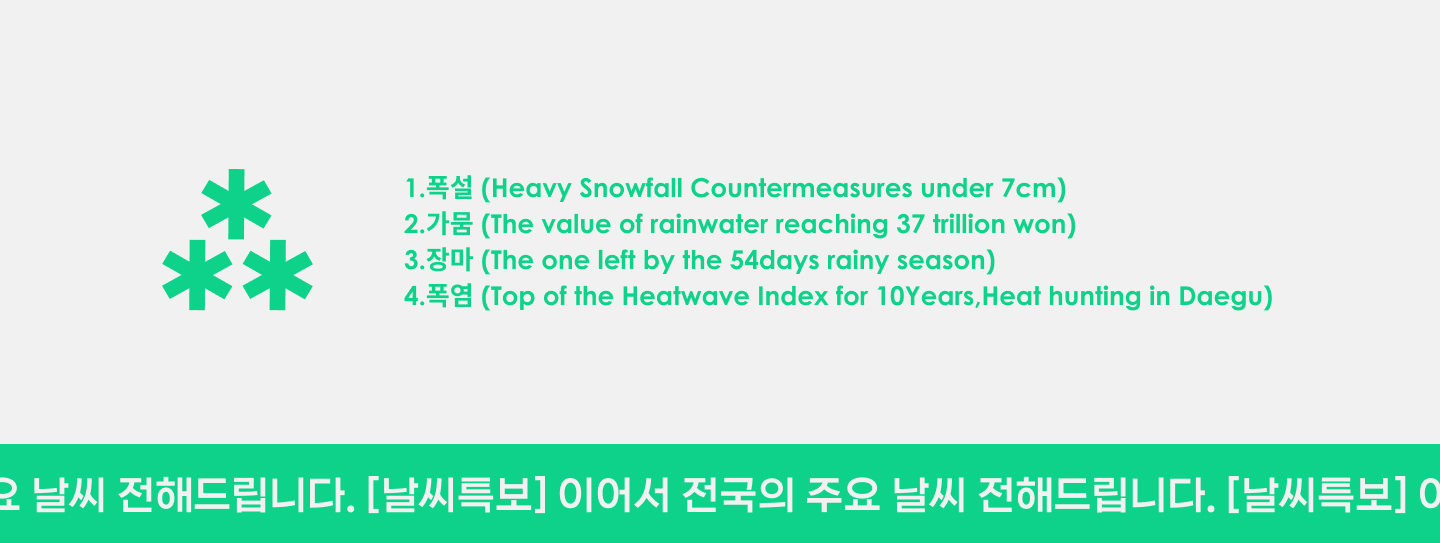 1.폭설 (Heavy Snowfall Countermeasures under 7cm)
2.가뭄 (The value of rainwater reaching 37 trillion won)
3.장마 (The one left by the 54days rainy season)
4.폭염 (Top of the Heatwave Index for 10Years,Heat hunting in Daegu)
요 날씨 전해드립니다. [날씨특보] 이어서 전국의 주요 날씨 전해드립니다. [날씨특보]